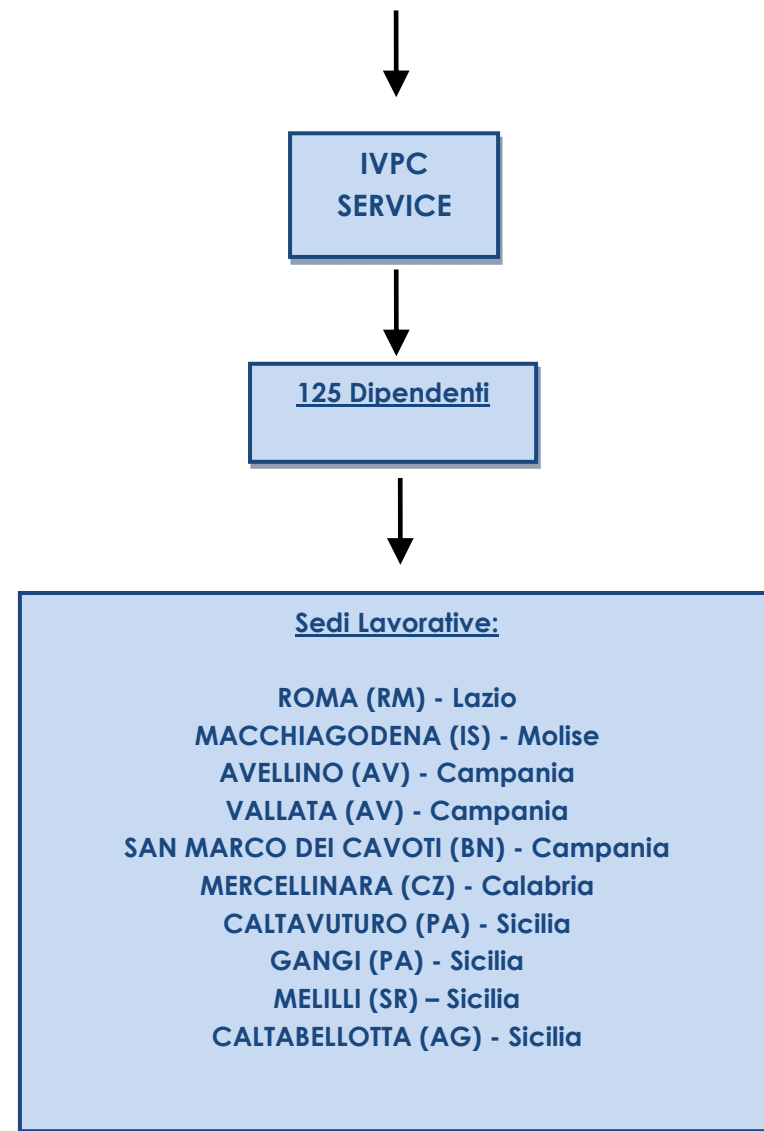 IVPC
SERVICE
125 Dipendenti
Sedi Lavorative:
ROMA (RM) - Lazio
MACCHIAGODENA (IS) - Molise
AVELLINO (AV) - Campania
VALLATA (AV) - Campania
SAN MARCO DEI CAVOTI (BN) - Campania
MERCELLINARA (CZ) - Calabria
CALTAVUTURO (PA) - Sicilia
GANGI (PA) - Sicilia
MELILLI (SR) – Sicilia
CALTABELLOTTA (AG) - Sicilia